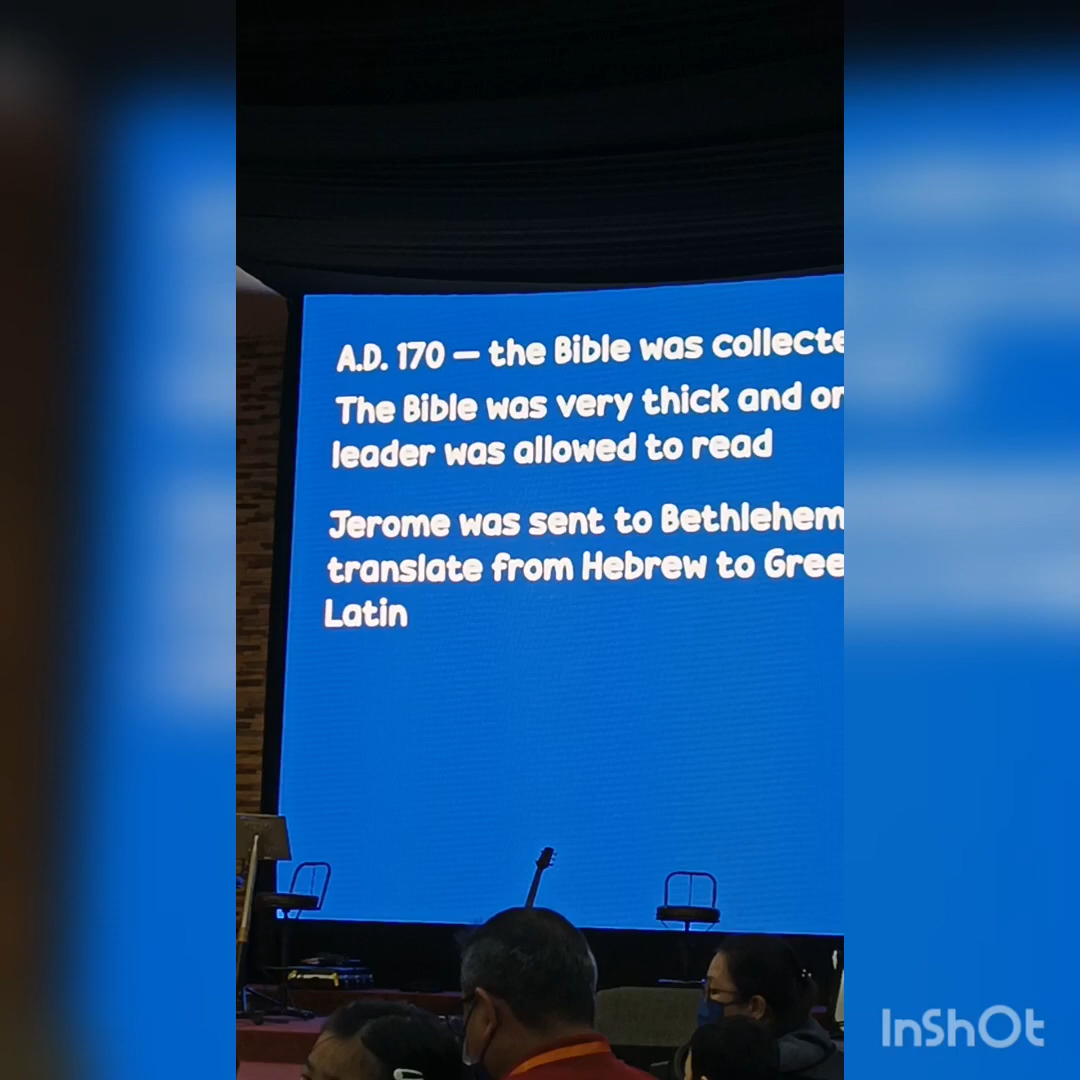 A.D. 170 — the Bible was collecte
The Bible was very thick and or
leader was allowed to read
Jerome was sent to Bethlehem
translate from Hebrew to Gree
Latin
InShOt